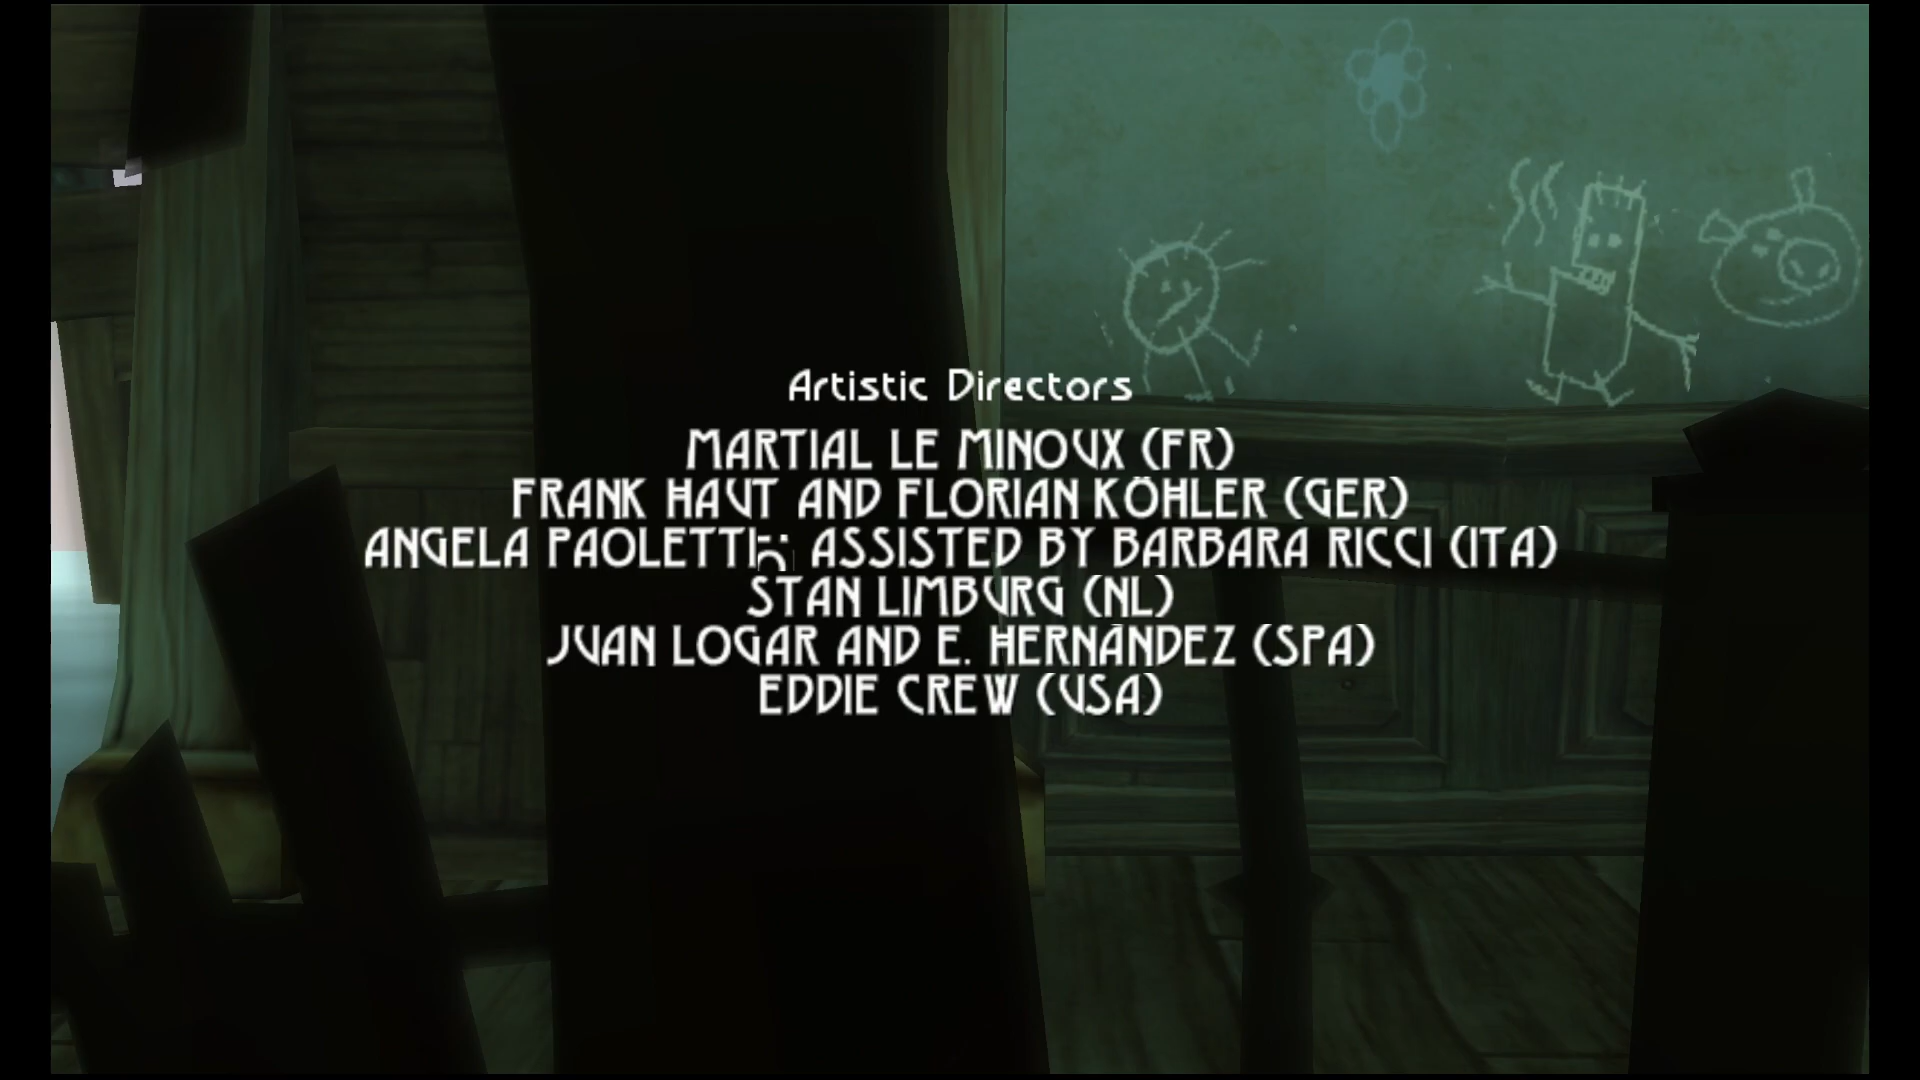 Artistic Directors
MARTIAL LE MINOUX (FR)
FRANK HAUT AND FLORIAN KÖHLER (GER)
ANGELA PAOLETTI ASSISTED BY BARBARA RICCI (ITA)
STAN LIMBURG (NL)
JUAN LOGAR AND E. HERNÁNDEZ (SPA)
EDDIE CREW (USA)